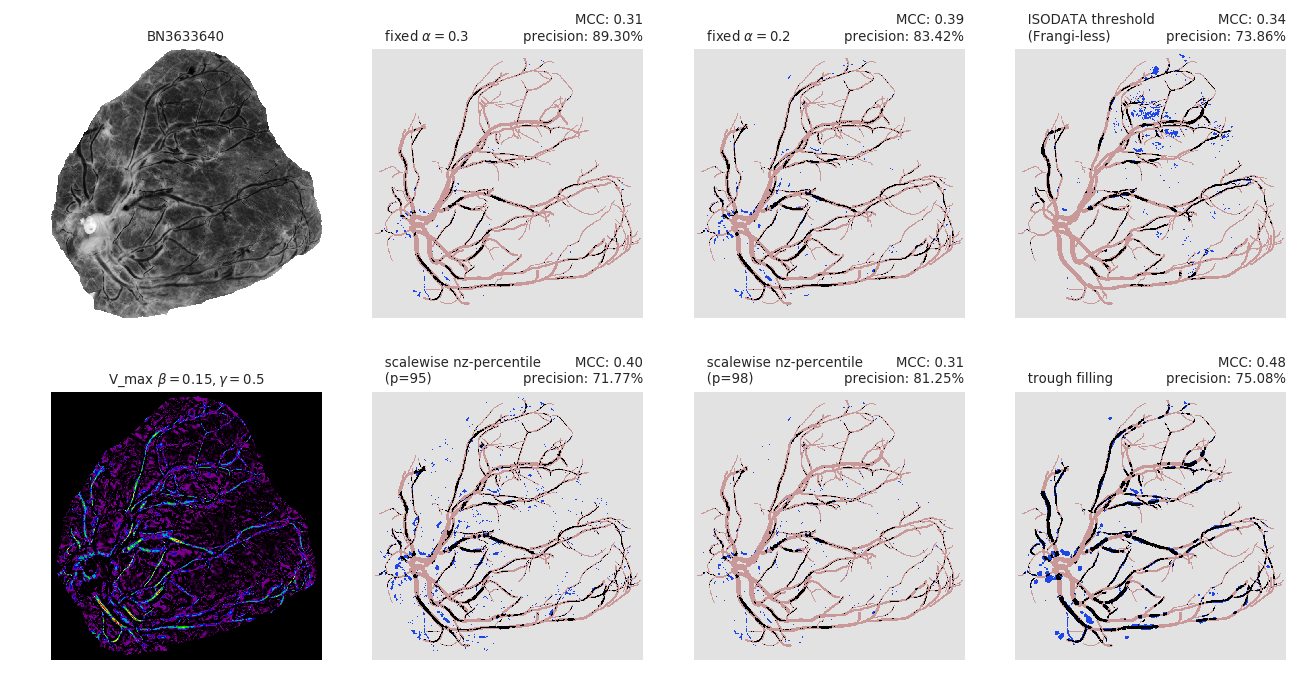 BN3633640
fixed α = 0.3
MCC: 0.31
precision: 89.30%
fixed α = 0.2
MCC: 0.39
precision: 83.42%
ISODATA threshold
(Frangi-less)
MCC: 0.34
precision: 73.86%
V_max β = 0.15, γ = 0.5
scalewise nz-percentile
(p=95)
MCC: 0.40
precision: 71.77%
scalewise nz-percentile
(p=98)
MCC: 0.31
precision: 81.25%
trough filling
MCC: 0.48
precision: 75.08%